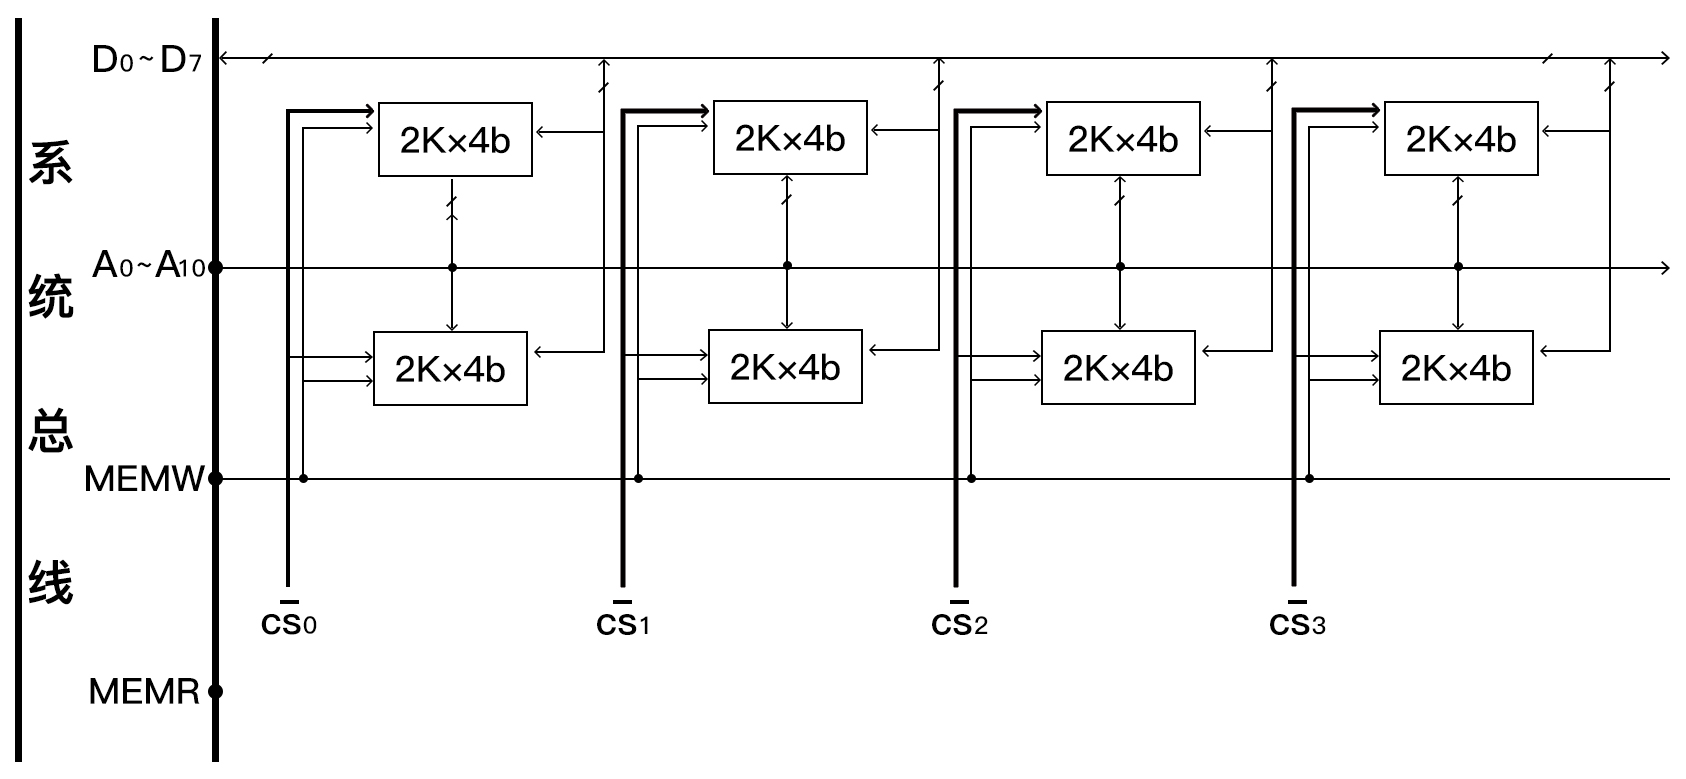 D0~D7
2K×4b 2K×4b 2K×4b 2K×4b
系
A0~A10
统
2K×4b 2K×4b 2K×4b 2K×4b
总
MEMW
线
CS0 CS1 CS2 CS3
MEMR